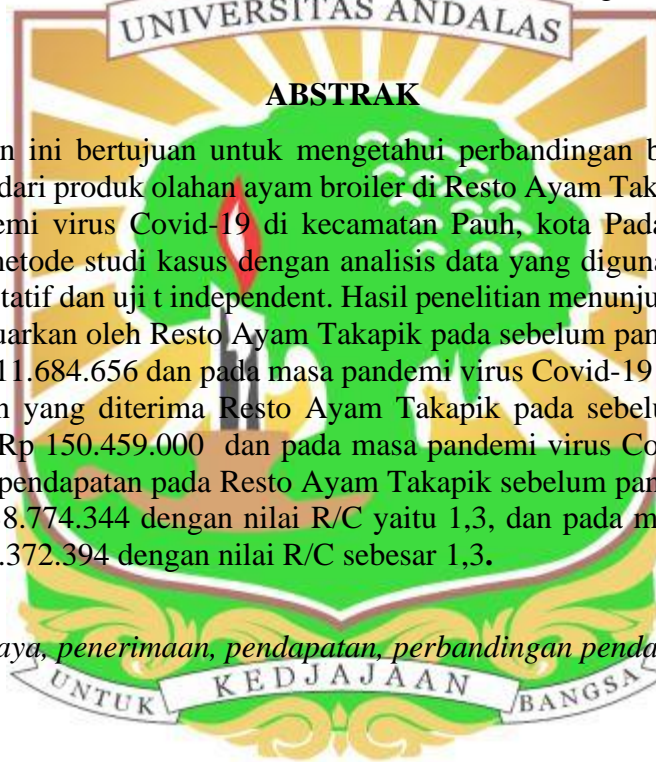 UNIVERSITAS ANDALAS
ABSTRAK
n ini bertujuan untuk mengetahui perbandingan b
dari produk olahan ayam broiler di Resto Ayam Tak
emi virus Covid-19 di kecamatan Pauh, kota Pada
metode studi kasus dengan analisis data yang diguna
tatif dan uji t independent. Hasil penelitian menunju
uarkan oleh Resto Ayam Takapik pada sebelum pan
11.684.656 dan pada masa pandemi virus Covid-19
n yang diterima Resto Ayam Takapik pada sebelu
Rp 150.459.000 dan pada masa pandemi virus Co
pendapatan pada Resto Ayam Takapik sebelum pan
8.774.344 dengan nilai R/C yaitu 1,3, dan pada m
.372.394 dengan nilai R/C sebesar 1,3.
aya, penerimaan, pendapatan, perbandingan penda
UNTUK KEDJAJAAN BANGSA